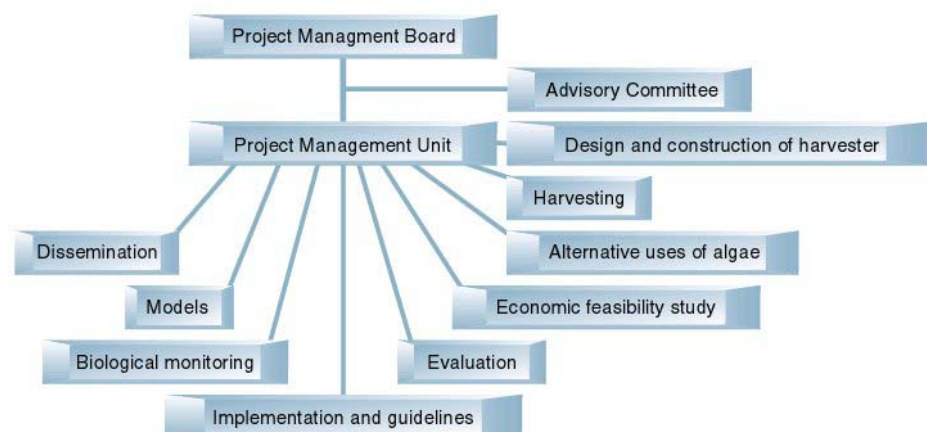 Project Managment Board
Advisory Committee
Project Management Unit
Design and construction of harvester
Harvesting
Dissemination
Alternative uses of algae
Models
Economic feasibility study
Biological monitoring
Evaluation
Implementation and guidelines